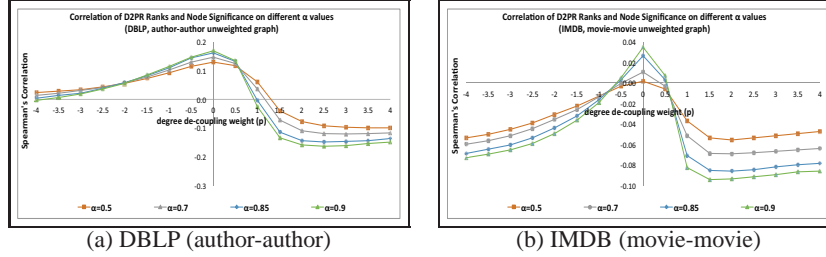 Correlation of D2PR Ranks and Node Significance on different α values
(DBLP, author-author unweighted graph)
0.2
0.1
0.0
-0.1
-0.2
-0.3
-4 -3.5 -3 -2.5 -2 -1.5 -1 -0.5 0 0.5 1 1.5 2 2.5 3 3.5 4
Spearman's Correlation
degree de-coupling weight (p)
α=0.5 α=0.7 α=0.85 α=0.9
(a) DBLP (author-author)
Correlation of D2PR Ranks and Node Significance on different α values
(IMDB, movie-movie unweighted graph)
0.04
0.02
0.00
-0.02
-0.04
-0.06
-0.08
-0.10
-4 -3.5 -3 -2.5 -2 -1.5 -1 -0.5 0 0.5 1 1.5 2 2.5 3 3.5 4
Spearman's Correlation
degree de-coupling weight (p)
α=0.5 α=0.7 α=0.85 α=0.9
(b) IMDB (movie-movie)